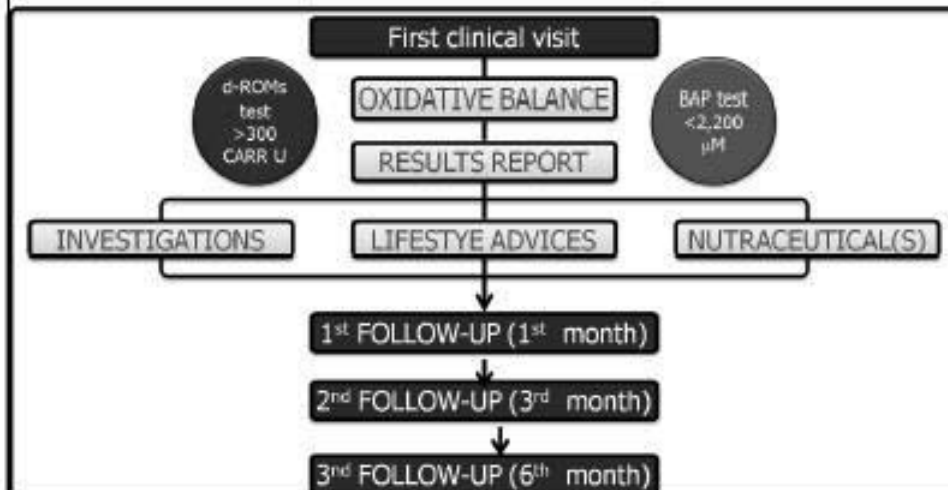 First clinical visit
d-ROMs
test
>300
CARR U
OXIDATIVE BALANCE
BAP test
<2,200
μM
RESULTS REPORT
INVESTIGATIONS
LIFESTYE ADVICES
NUTRACEUTICAL(S)
1st FOLLOW-UP (1st month)
2nd FOLLOW-UP (3rd month)
3nd FOLLOW-UP (6th month)